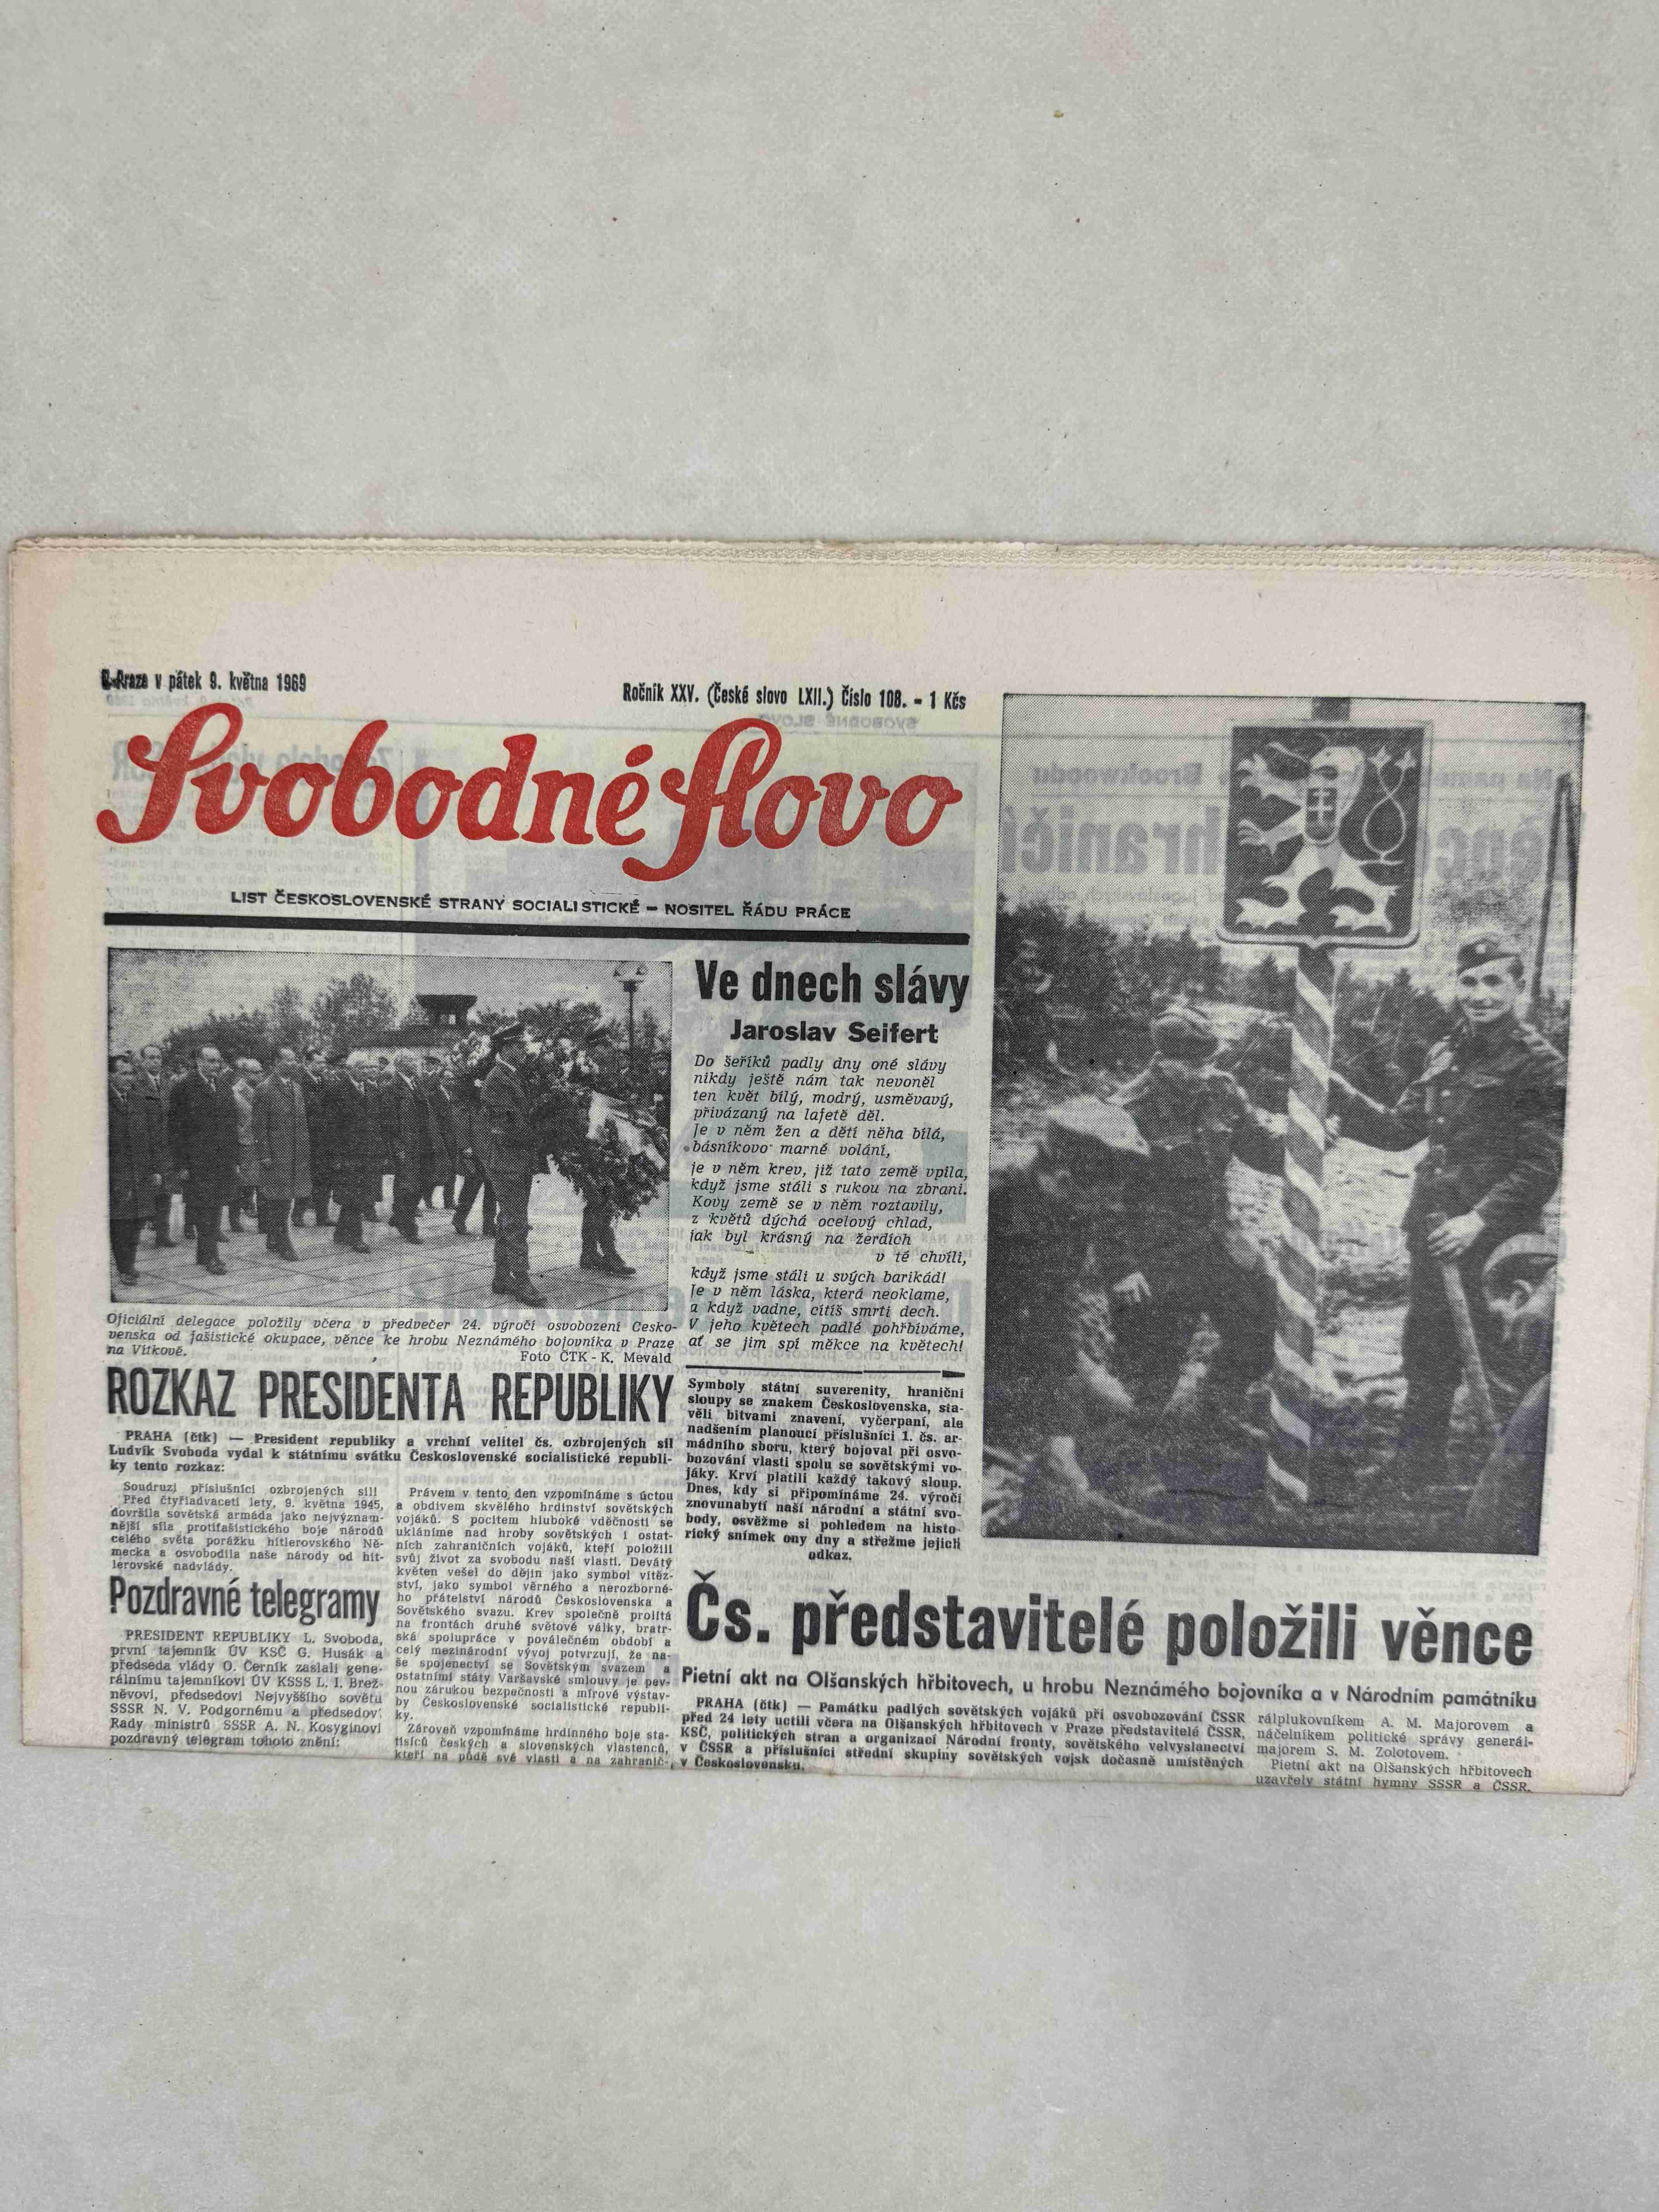 V Praze v pátek 9. května 1969
Ročník XXV. (České slovo LXII.) Číslo 108. - 1 Kčs
Svobodné slovo
LIST ČESKOSLOVENSKÉ STRANY SOCIALISTICKÉ – NOSITEL ŘÁDU PRÁCE
Oficiální delegace položily včera v předvečer 24. výročí osvobození Česko-
venska od fašistické okupace, věnce ke hrobu Neznámého bojovníka v Praze
na Vítkově.
Foto ČTK - K. Mevald
Ve dnech slávy
Jaroslav Seifert
Do šeříků padly dny oné slávy
nikdy ještě nám tak nevoněl
ten květ bílý, modrý, usměvavý,
přivázaný na lafetě děl.
Je v něm žen a dětí něha bílá,
básníkovo marné volání,
je v něm krev, již tato země vpila,
když jsme stáli s rukou na zbrani.
Kovy země se v něm roztavily,
z květů dýchá ocelový chlad,
jak byl krásný na žerdích
v té chvíli,
když jsme stáli u svých barikád!
Je v něm láska, která neoklame,
a když vadne, cítíš smrti dech.
V jeho květech padlé pohřbíváme,
ať se jim spí měkce na květech!
ROZKAZ PRESIDENTA REPUBLIKY
PRAHA (čtk) — President republiky a vrchní velitel čs. ozbrojených sil
Ludvík Svoboda vydal k státnímu svátku Československé socialistické republi-
ky tento rozkaz:
Soudruzi příslušníci ozbrojených sil!
Před čtyřiadvaceti lety, 9. května 1945,
dovršila sovětská armáda jako nejvýznam-
nější síla protifašistického boje národů
celého světa porážku hitlerovského Ně-
mecka a osvobodila naše národy od hit-
lerovské nadvlády.
Pozdravné telegramy
PRESIDENT REPUBLIKY L. Svoboda,
první tajemník ÚV KSČ G. Husák a
předseda vlády O. Černík zaslali gene-
rálnímu tajemníkovi ÚV KSSS L. I. Brež-
něvovi, předsedovi Nejvyššího sovětu
SSSR N. V. Podgornému a předsedovi
Rady ministrů SSSR A. N. Kosyginovi
pozdravný telegram tohoto znění:
Právem v tento den vzpomínáme s úctou
a obdivem skvělého hrdinství sovětských
vojáků. S pocitem hluboké vděčnosti se
ukláníme nad hroby sovětských i ostat-
ních zahraničních vojáků, kteří položili
svůj život za svobodu naší vlasti. Devátý
květen vešel do dějin jako symbol vítěz-
ství, jako symbol věrného a nerozborné-
ho přátelství národů Československa a
Sovětského svazu. Krev společně prolitá
na frontách druhé světové války, bratr-
ská spolupráce v poválečném období a
celý mezinárodní vývoj potvrzují, že na-
še spojenectví se Sovětským svazem a
ostatními státy Varšavské smlouvy je pev-
nou zárukou bezpečnosti a mírové výstav-
by Československé socialistické republi-
ky.
Zároveň vzpomínáme hrdinného boje sta-
tisíců českých a slovenských vlastenců,
kteří na půdě své vlasti a na zahranič-
Symboly státní suverenity, hraniční
sloupy se znakem Československa, sta-
věli bitvami znavení, vyčerpaní, ale
nadšením planoucí příslušníci 1. čs. ar-
mádního sboru, který bojoval při osvo-
bozování vlasti spolu se sovětskými vo-
jáky. Krví platili každý takový sloup.
Dnes, kdy si připomínáme 24. výročí
znovunabytí naší národní a státní svo-
body, osvěžme si pohledem na histo-
rický snímek ony dny a střežme jejich
odkaz.
Čs. představitelé položili věnce
Pietní akt na Olšanských hřbitovech, u hrobu Neznámého bojovníka a v Národním památníku
PRAHA (čtk) — Památku padlých sovětských vojáků při osvobozování ČSSR
před 24 lety uctili včera na Olšanských hřbitovech v Praze představitelé ČSSR,
KSČ, politických stran a organizací Národní fronty, sovětského velvyslanectví
v ČSSR a příslušníci střední skupiny sovětských vojsk dočasně umístěných
v Československu.
rálplukovníkem A. M. Majorovem a
náčelníkem politické správy generál-
majorem S. M. Zolotovem.
Pietní akt na Olšanských hřbitovech
uzavřely státní hymny SSSR a ČSSR.